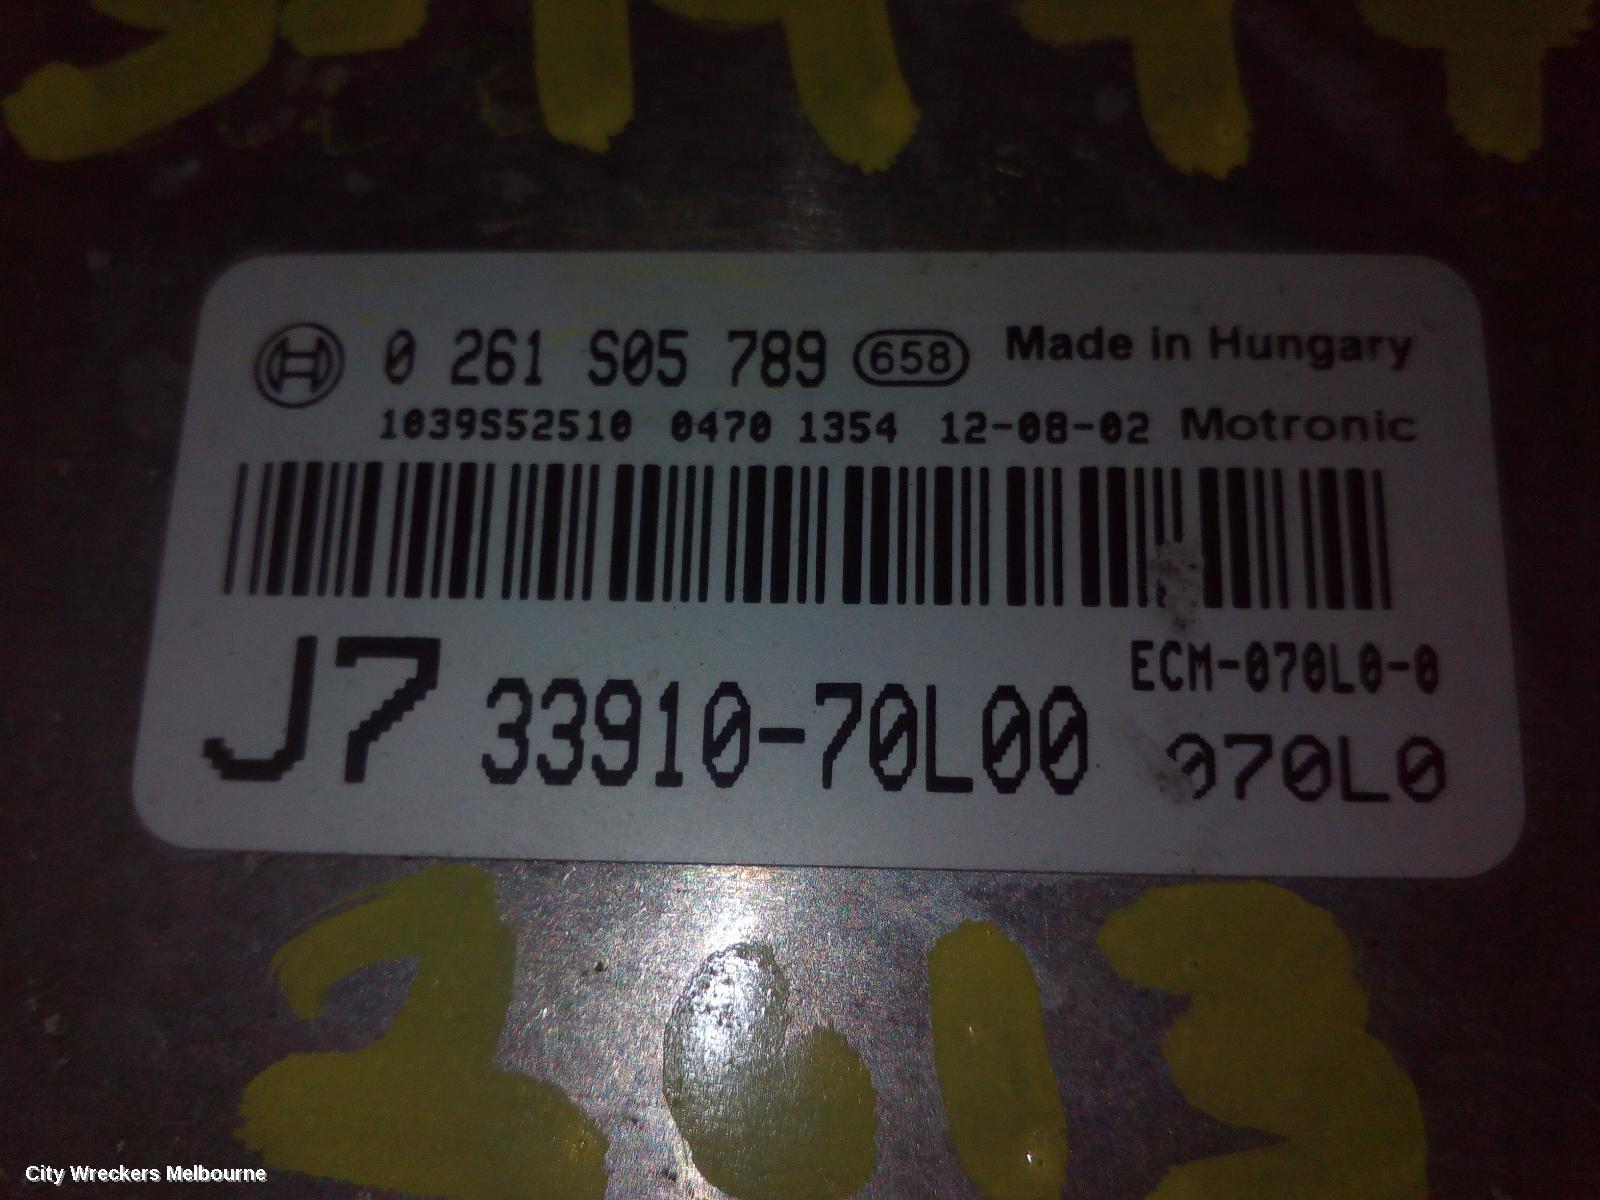 0 261 S05 789 658 Made in Hungary
1039S52510 0470 1354 12-08-02 Motronic
J7 33910-70L00
ECM-070L0-0
070L0
2013
City Wreckers Melbourne